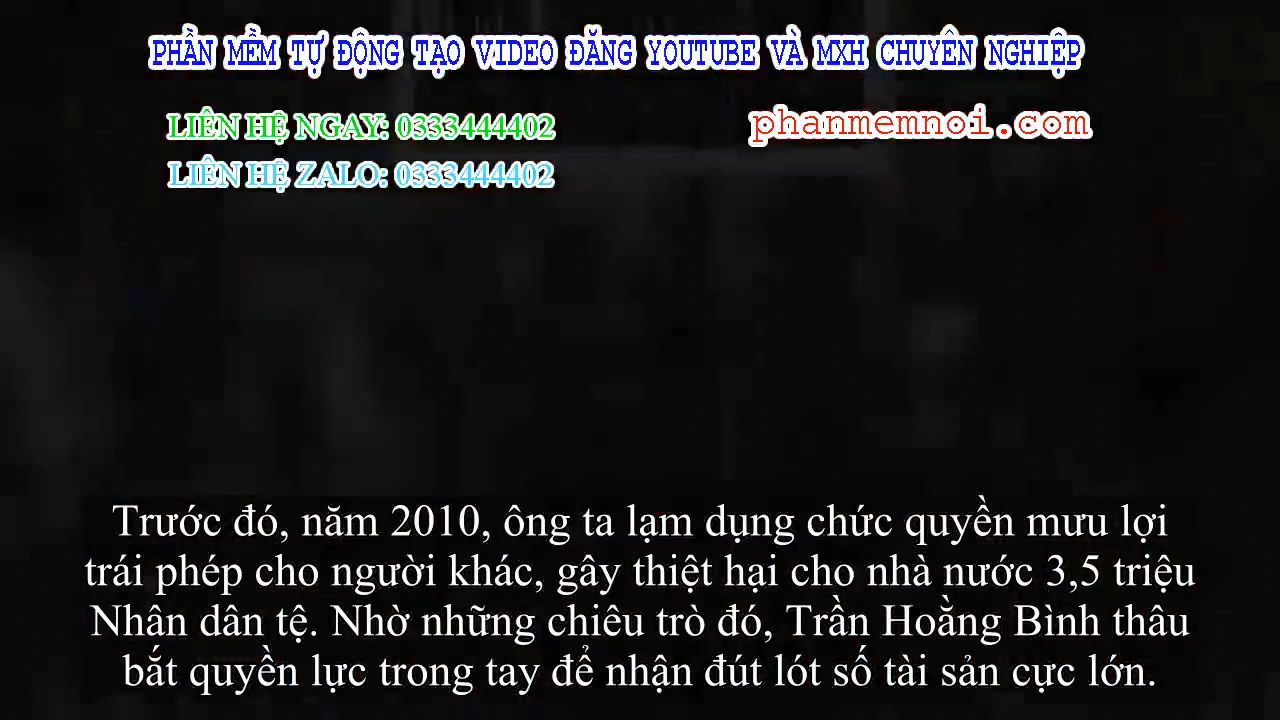 PHẦN MỀM TỰ ĐỘNG TẠO VIDEO ĐĂNG YOUTUBE VÀ MXH CHUYÊN NGHIỆP
LIÊN HỆ NGAY: 0333444402
phanmemnoi.com
LIÊN HỆ ZALO: 0333444402
Trước đó, năm 2010, ông ta lạm dụng chức quyền mưu lợi
trái phép cho người khác, gây thiệt hại cho nhà nước 3,5 triệu
Nhân dân tệ. Nhờ những chiêu trò đó, Trần Hoằng Bình thâu
bắt quyền lực trong tay để nhận đút lót số tài sản cực lớn.